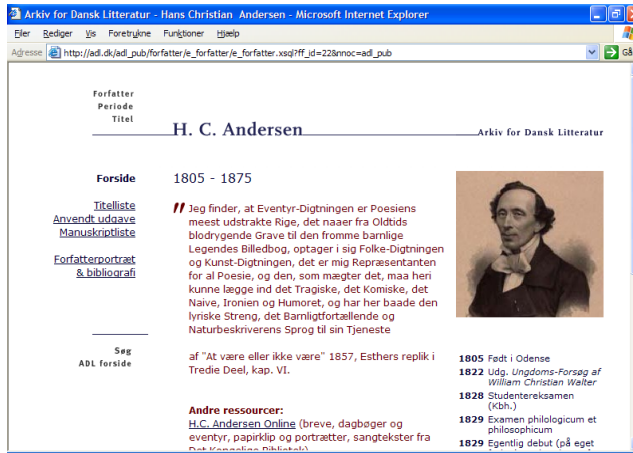 Arkiv for Dansk Litteratur - Hans Christian Andersen - Microsoft Internet Explorer
Filer Rediger Vis Foretrukne Funktioner Hjælp
Adresse http://adl.dk/adl_pub/forfatter/e_forfatter/e_forfatter.xsql?ff_id=22&nnoc=adl_pub Gå
Forfatter
Periode
Titel
H. C. Andersen
Arkiv for Dansk Litteratur
Forside
Titelliste
Anvendt udgave
Manuskriptliste
Forfatterportræt
& bibliografi
Søg
ADL forside
1805 - 1875
" Jeg finder, at Eventyr-Digtningen er Poesiens
meest udstrakte Rige, det naaer fra Oldtids
blodrygende Grave til den fromme barnlige
Legendes Billedbog, optager i sig Folke-Digtningen
og Kunst-Digtningen, det er mig Repræsentanten
for al Poesie, og den, som mægter det, maa heri
kunne lægge ind det Tragiske, det Komiske, det
Naive, Ironien og Humoret, og har her baade den
lyriske Streng, det Barnligtfortællende og
Naturbeskriverens Sprog til sin Tjeneste
af "At være eller ikke være" 1857, Esthers replik i
Tredie Deel, kap. VI.
Andre ressourcer:
H.C. Andersen Online (breve, dagbøger og
eventyr, papirklip og portrætter, sangtekster fra
Det Kongelige Bibliotek)
1805 Født i Odense
1822 Udg. Ungdoms-Forsøg af
William Christian Walter
1828 Studentereksamen
(Kbh.)
1829 Examen philologicum et
philosophicum
1829 Egentlig debut (på eget